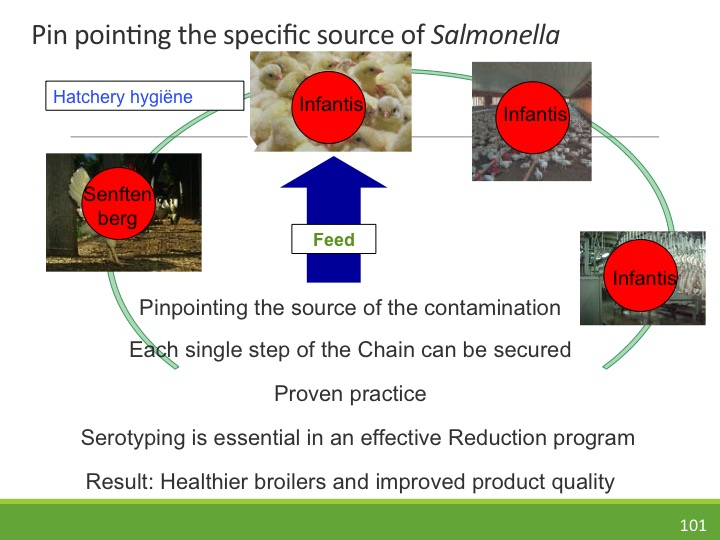 Pin pointing the specific source of Salmonella
Hatchery hygiëne
Infantis
Infantis
Senften
berg
Feed
Infantis
Pinpointing the source of the contamination
Each single step of the Chain can be secured
Proven practice
Serotyping is essential in an effective Reduction program
Result: Healthier broilers and improved product quality
101